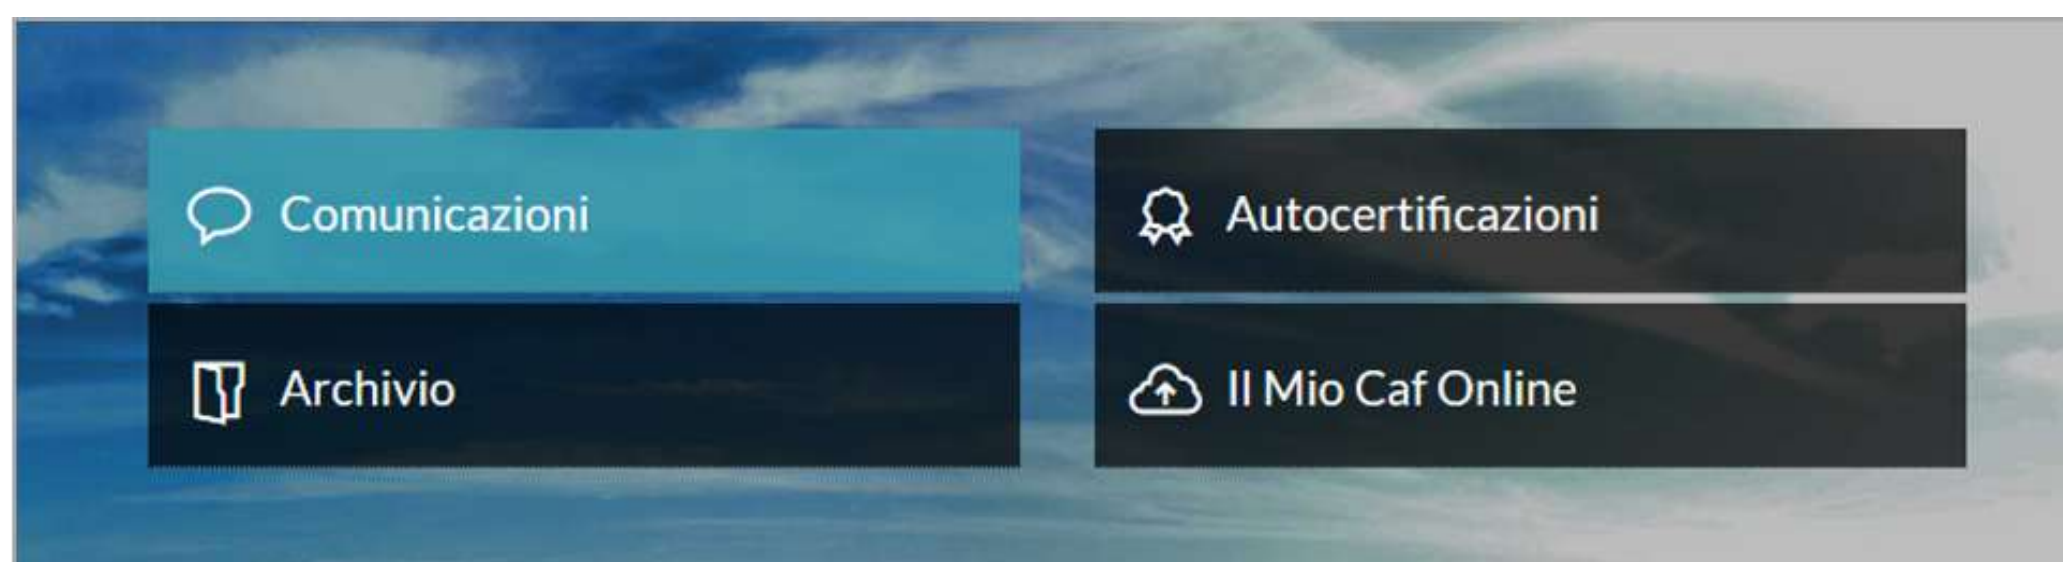 Comunicazioni
Autocertificazioni
Archivio
Il Mio Caf Online